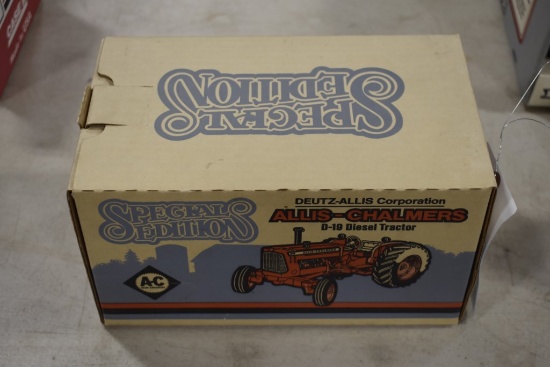 SPECIAL
EDITION
SPECIAL
EDITION
DEUTZ-ALLIS Corporation
ALLIS-CHALMERS
D-19 Diesel Tractor
A-C